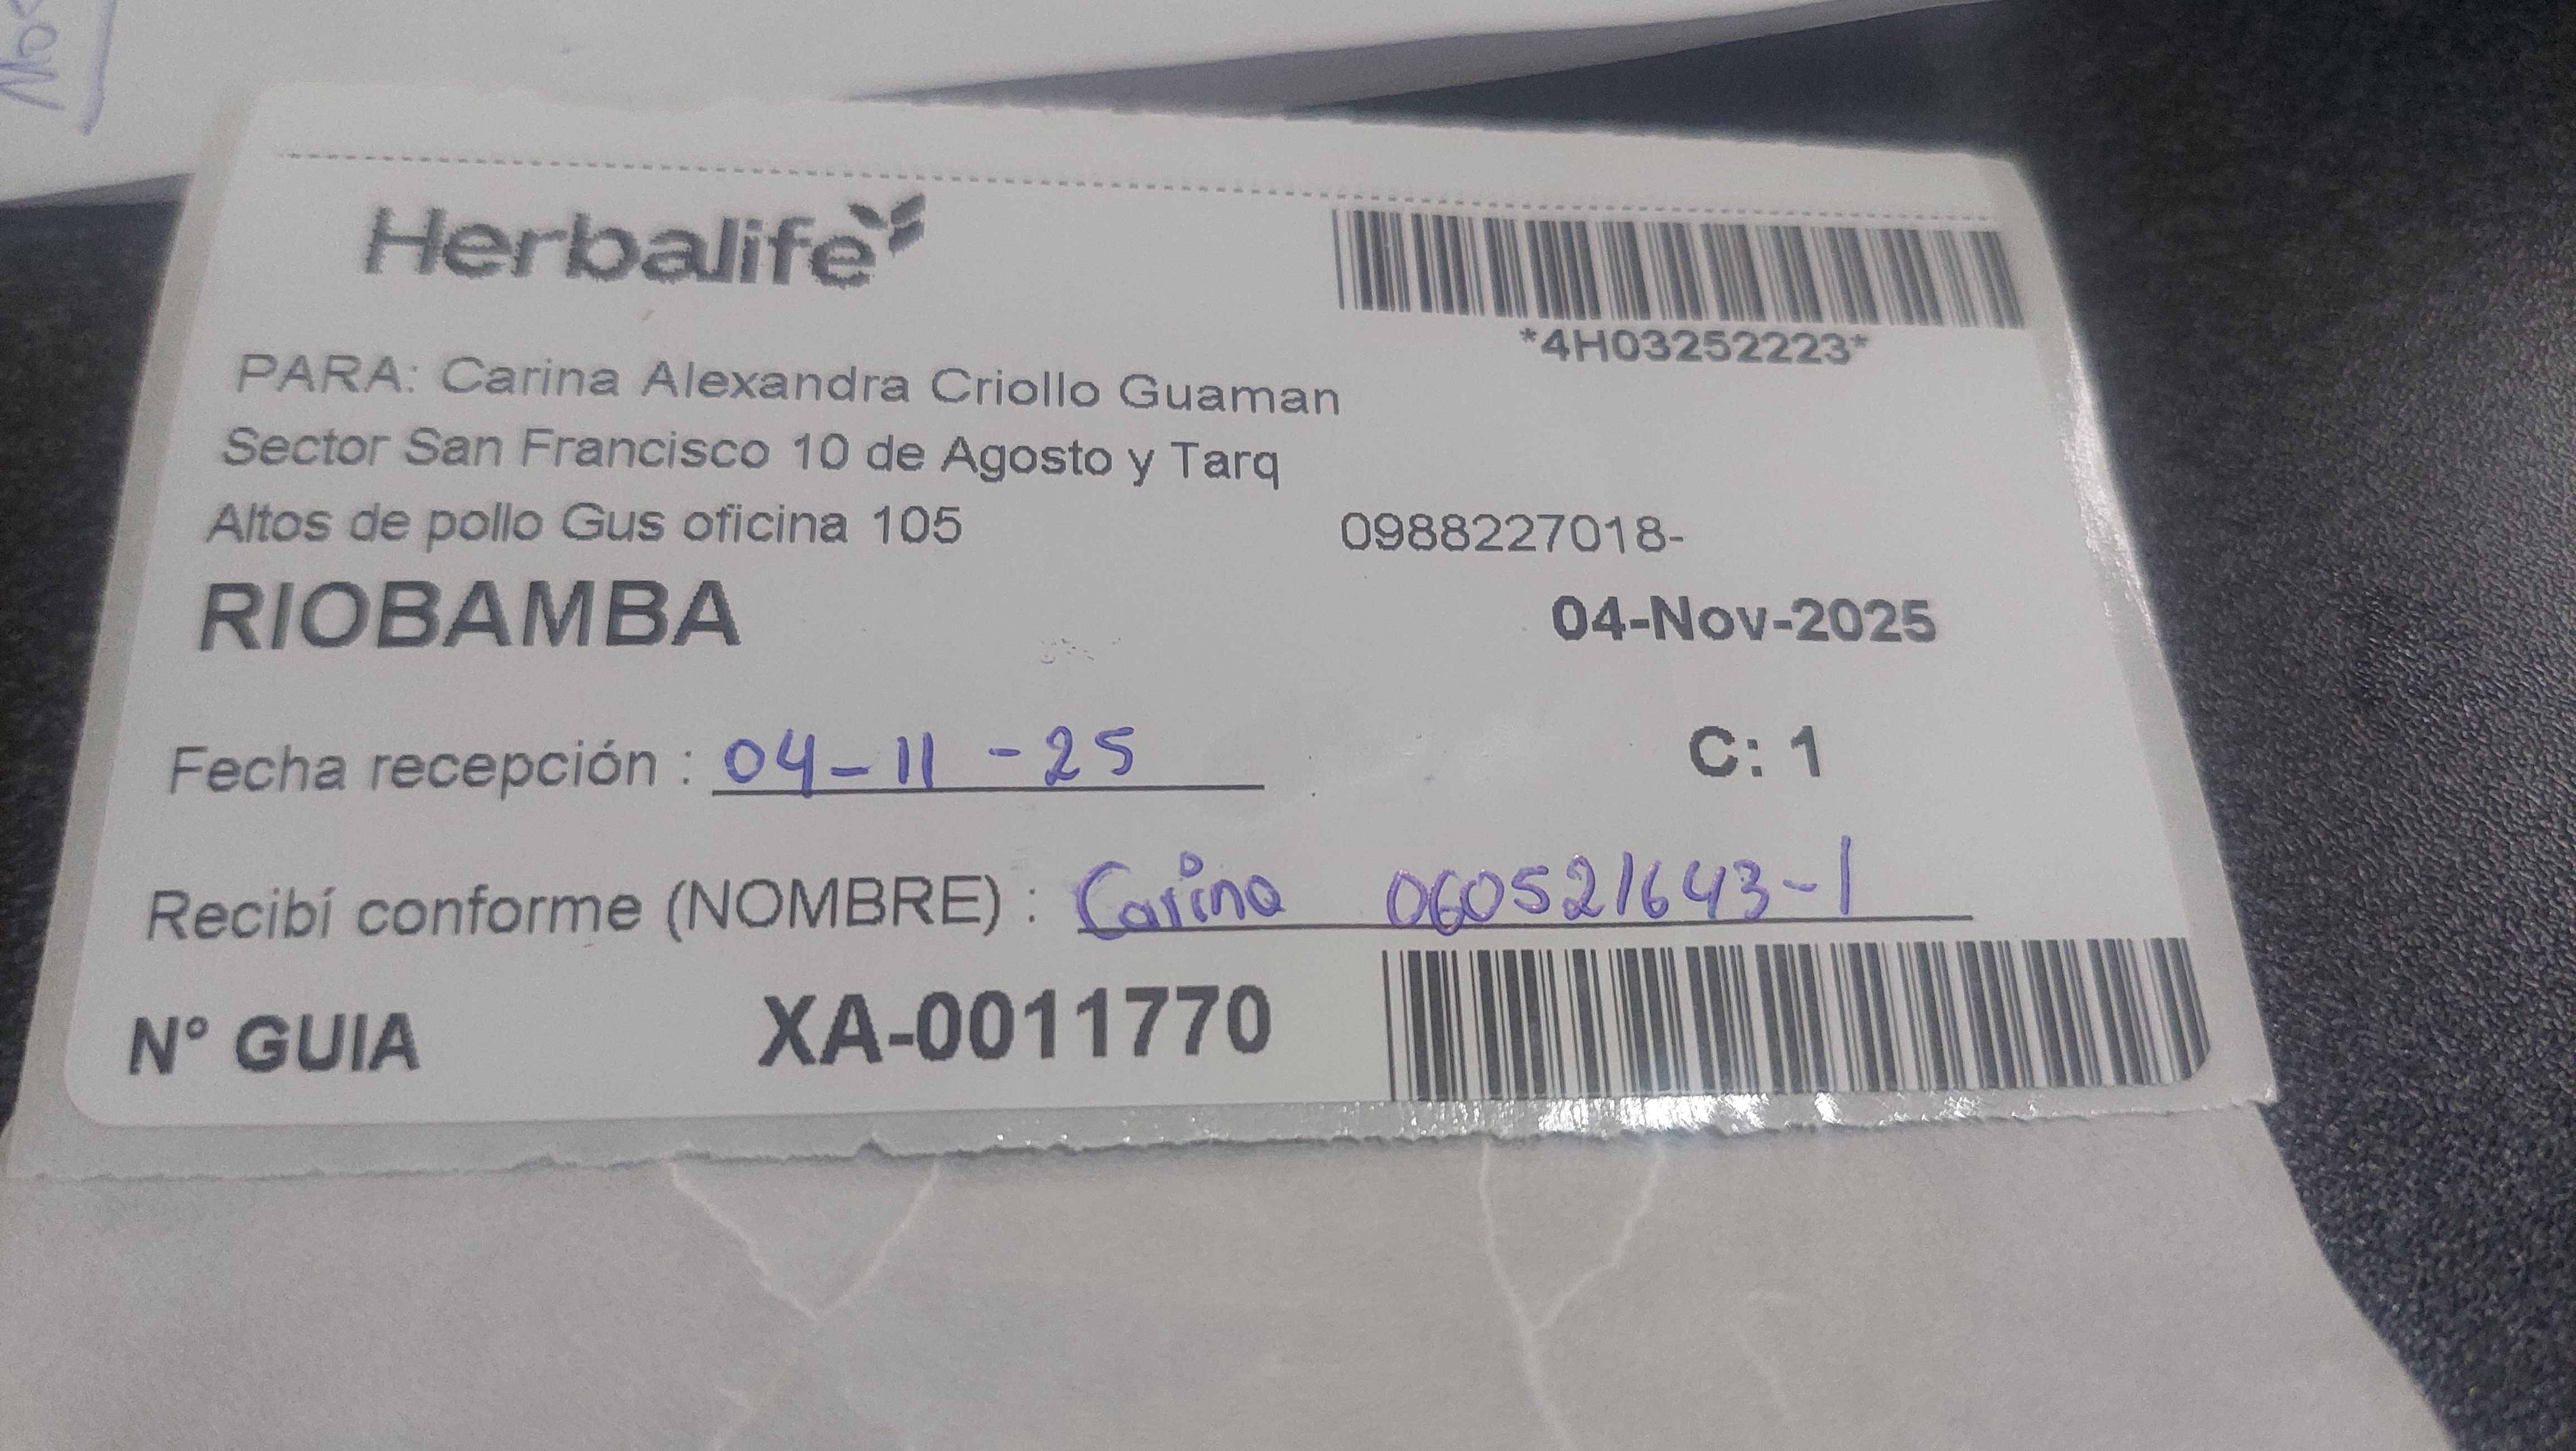 Herbalife
*4H03252223*
PARA: Carina Alexandra Criollo Guaman
Sector San Francisco 10 de Agosto y Tarq
Altos de pollo Gus oficina 105 0988227018-
RIOBAMBA 04-Nov-2025
Fecha recepción : 04-11-25 C: 1
Recibí conforme (NOMBRE) : Carina 060521643-1
N° GUIA XA-0011770